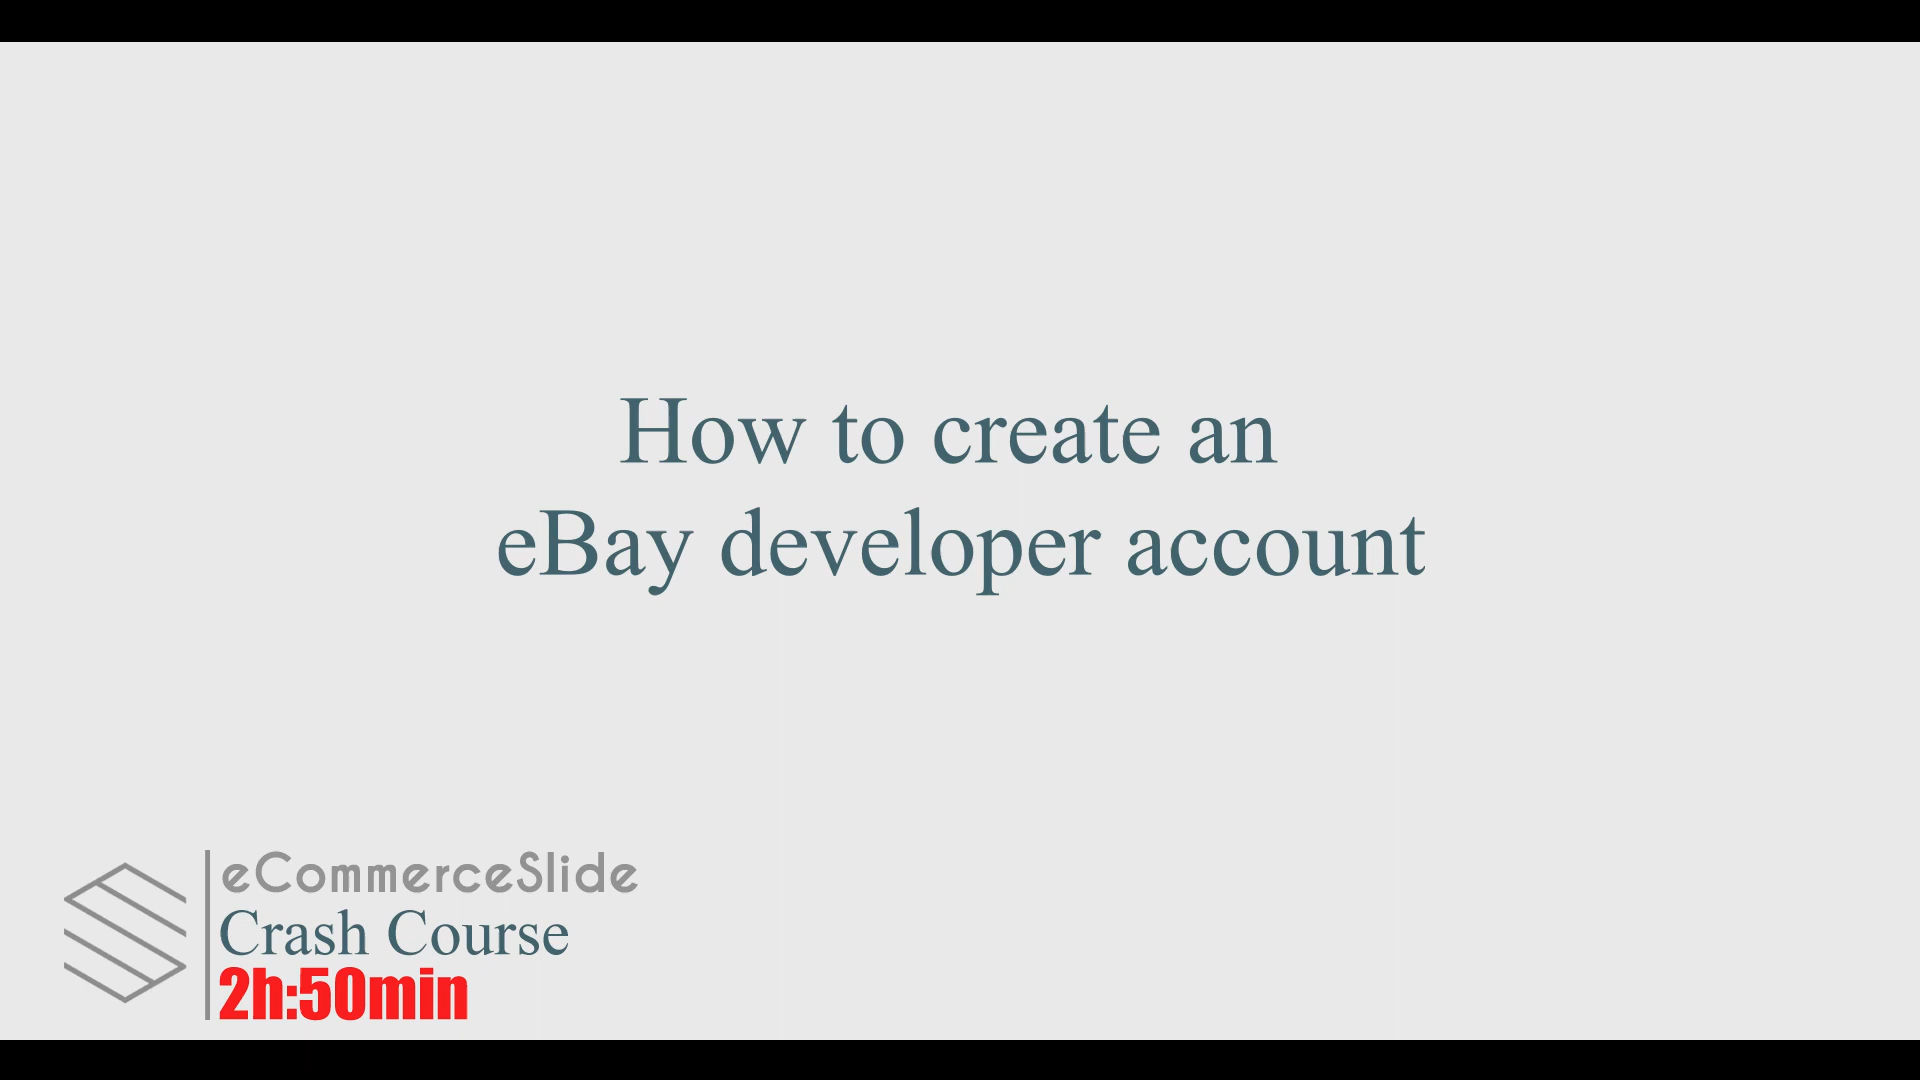 How to create an
eBay developer account
eCommerceSlide
Crash Course
2h:50min